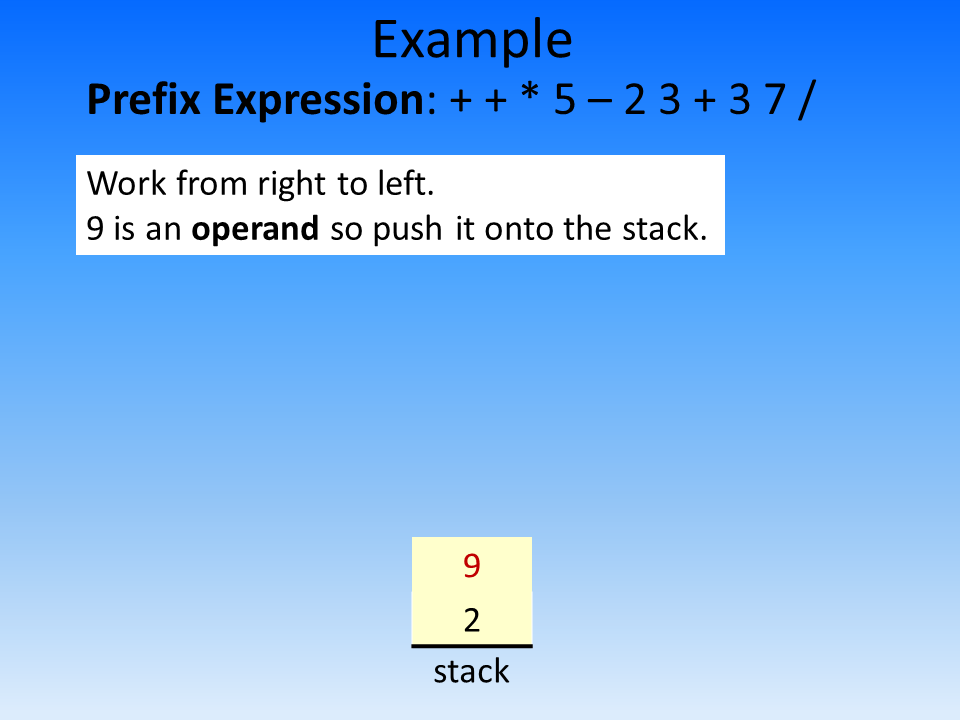 Example
Prefix Expression: + + * 5 – 2 3 + 3 7 /
Work from right to left.
9 is an operand so push it onto the stack.
9
2
stack